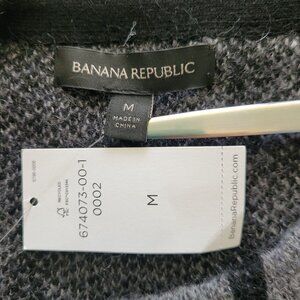 BANANA REPUBLIC
M
MADE IN
CHINA
674073-00-1
0002
M
bananaRepublic.com